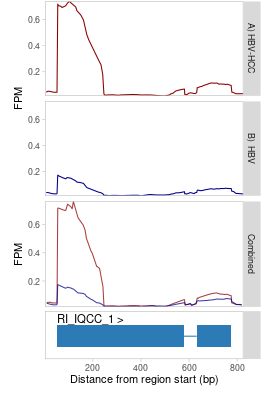 0.6
0.4
0.2
A) HBV-HCC
FPM
0.6
0.4
0.2
B) HBV
0.6
0.4
0.2
Combined
FPM
RI_IQCC_1 >
200 400 600 800
Distance from region start (bp)